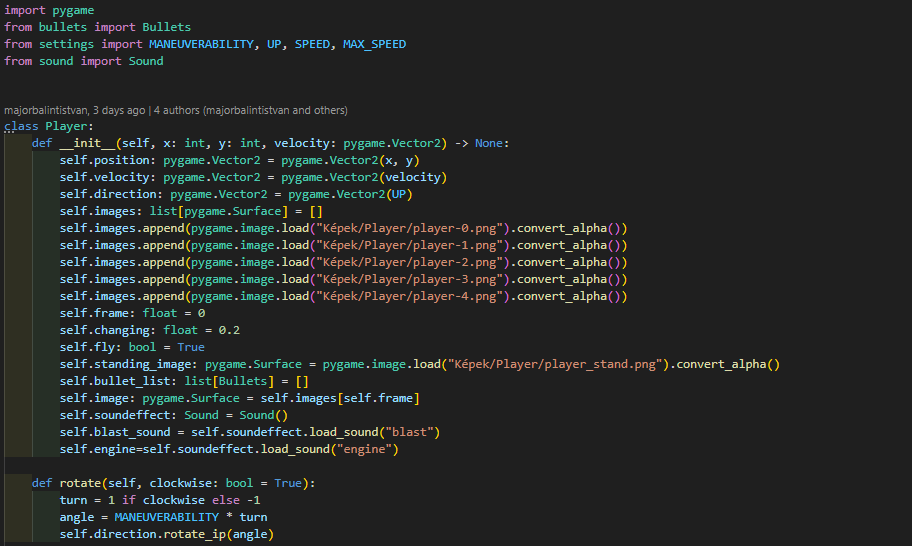 import pygame
from bullets import Bullets
from settings import MANEUVERABILITY, UP, SPEED, MAX_SPEED
from sound import Sound
majorbalintistvan, 3 days ago | 4 authors (majorbalintistvan and others)
class Player:
    def __init__(self, x: int, y: int, velocity: pygame.Vector2) -> None:
        self.position: pygame.Vector2 = pygame.Vector2(x, y)
        self.velocity: pygame.Vector2 = pygame.Vector2(velocity)
        self.direction: pygame.Vector2 = pygame.Vector2(UP)
        self.images: list[pygame.Surface] = []
        self.images.append(pygame.image.load("Képek/Player/player-0.png").convert_alpha())
        self.images.append(pygame.image.load("Képek/Player/player-1.png").convert_alpha())
        self.images.append(pygame.image.load("Képek/Player/player-2.png").convert_alpha())
        self.images.append(pygame.image.load("Képek/Player/player-3.png").convert_alpha())
        self.images.append(pygame.image.load("Képek/Player/player-4.png").convert_alpha())
        self.frame: float = 0
        self.changing: float = 0.2
        self.fly: bool = True
        self.standing_image: pygame.Surface = pygame.image.load("Képek/Player/player_stand.png").convert_alpha()
        self.bullet_list: list[Bullets] = []
        self.image: pygame.Surface = self.images[self.frame]
        self.soundeffect: Sound = Sound()
        self.blast_sound = self.soundeffect.load_sound("blast")
        self.engine=self.soundeffect.load_sound("engine")
    def rotate(self, clockwise: bool = True):
        turn = 1 if clockwise else -1
        angle = MANEUVERABILITY * turn
        self.direction.rotate_ip(angle)